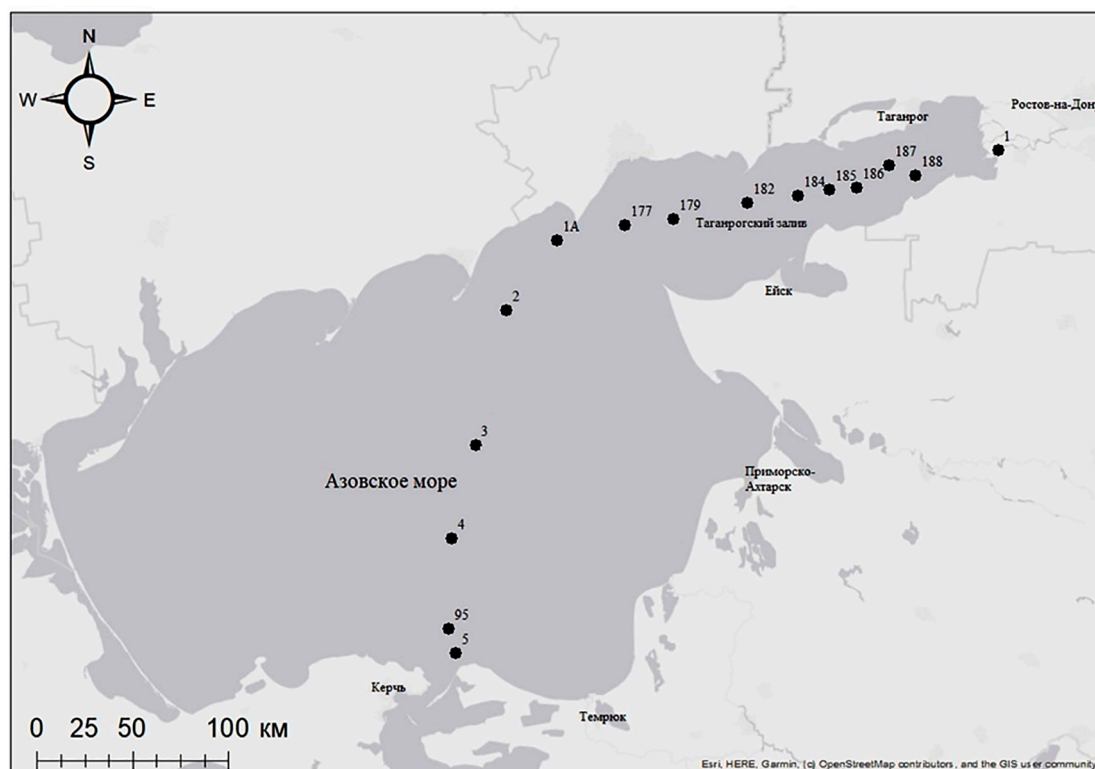 N
W
E
S
Ростов-на-Дон
Таганрог
1
187
188
186
185
184
182
179
Таганрогский залив
177
1А
Ейск
2
3
Азовское море
Приморско-
Ахтарск
4
95
5
Керчь
Темрюк
0 25 50 100 км
Esri, HERE, Garmin, (c) OpenStreetMap contributors, and the GIS user community